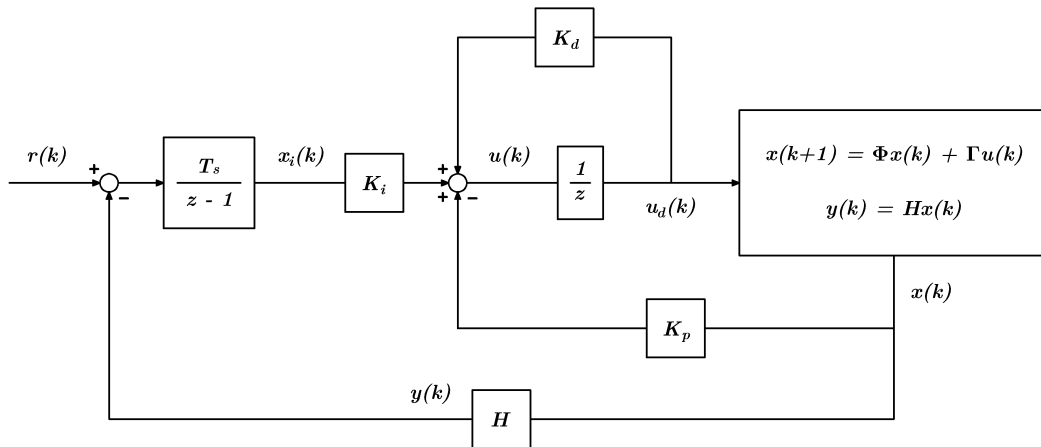 K_d
r(k)
+
-
T_s
z - 1
x_i(k)
K_i
+
+
-
u(k)
1
z
u_d(k)
x(k+1) = Φx(k) + Γu(k)
y(k) = Hx(k)
x(k)
K_p
y(k)
H